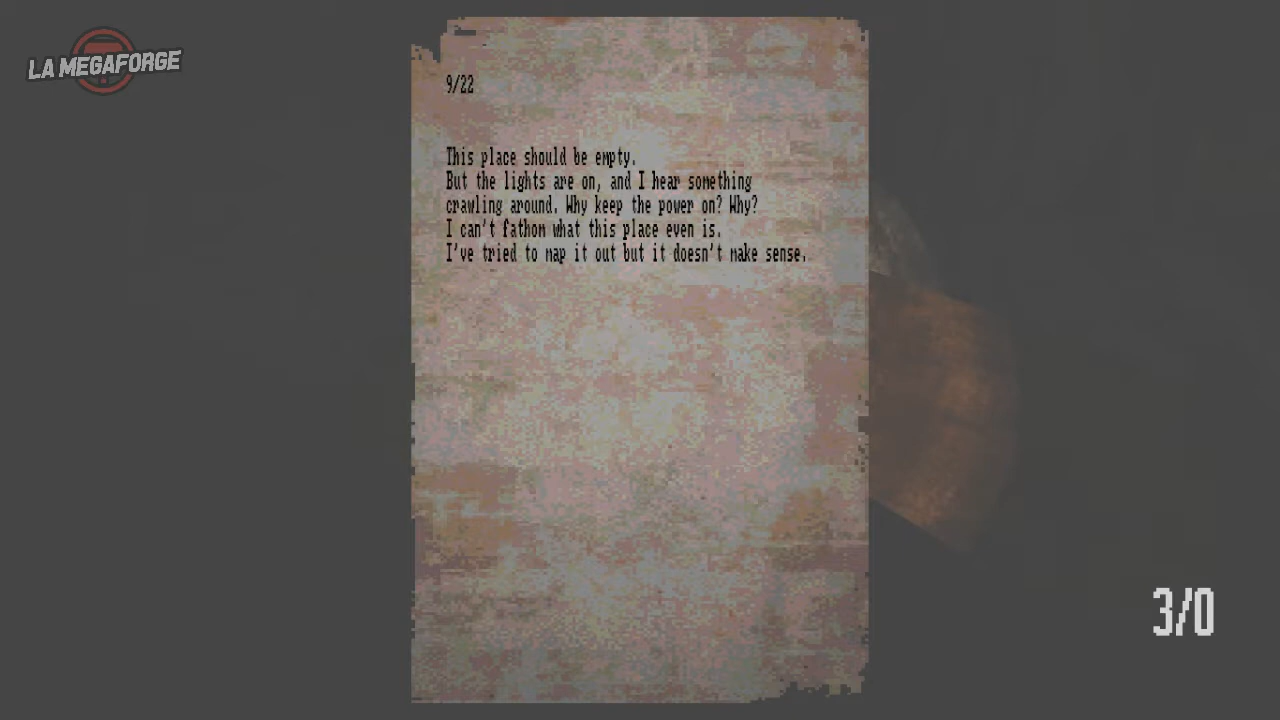 LA MEGAFORGE
9/22
This place should be empty.
But the lights are on, and I hear something
crawling around. Why keep the power on? Why?
I can't fathom what this place even is.
I've tried to map it out but it doesn't make sense.
3/0